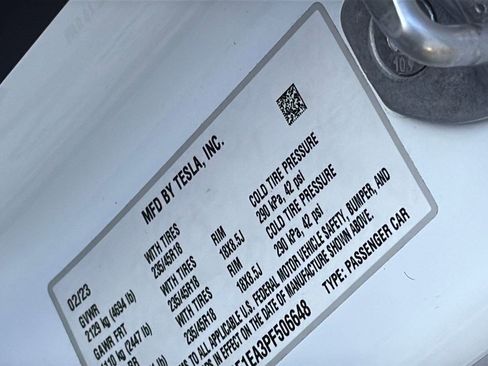 MFD BY TESLA, INC.
02/23
GVWR
2129 kg (4694 lb)
GAWR FRT
kg (2447 lb)
WITH TIRES
235/45R18
WITH TIRES
235/45R18
WITH TIRES
235/45R18
RIM
18X8.5J
RIM
18X8.5J
COLD TIRE PRESSURE
290 kPa, 42 psi
COLD TIRE PRESSURE
290 kPa, 42 psi
TO ALL APPLICABLE U.S. FEDERAL MOTOR VEHICLE SAFETY, BUMPER, AND
IN EFFECT ON THE DATE OF MANUFACTURE SHOWN ABOVE.
1EA3PF506648
TYPE: PASSENGER CAR